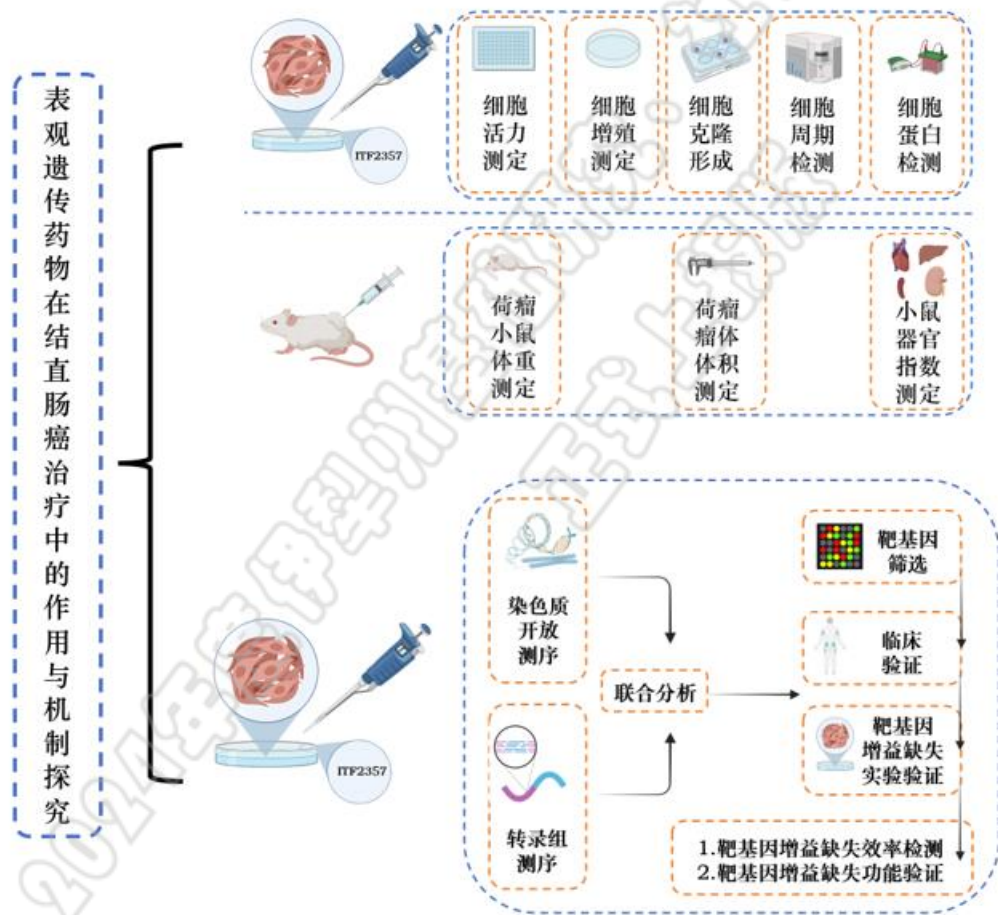 表观遗传药物在结直肠癌治疗中的作用与机制探究
ITF2357
细胞
活力
测定
细胞
增殖
测定
细胞
克隆
形成
细胞
周期
检测
细胞
蛋白
检测
荷瘤
小鼠
体重
测定
荷瘤
瘤体
体积
测定
小鼠
器官
指数
测定
ITF2357
染色质
开放
测序
转录组
测序
联合分析
靶基因
筛选
临床
验证
靶基因
增益缺失
实验验证
1.靶基因增益缺失效率检测
2.靶基因增益缺失功能验证